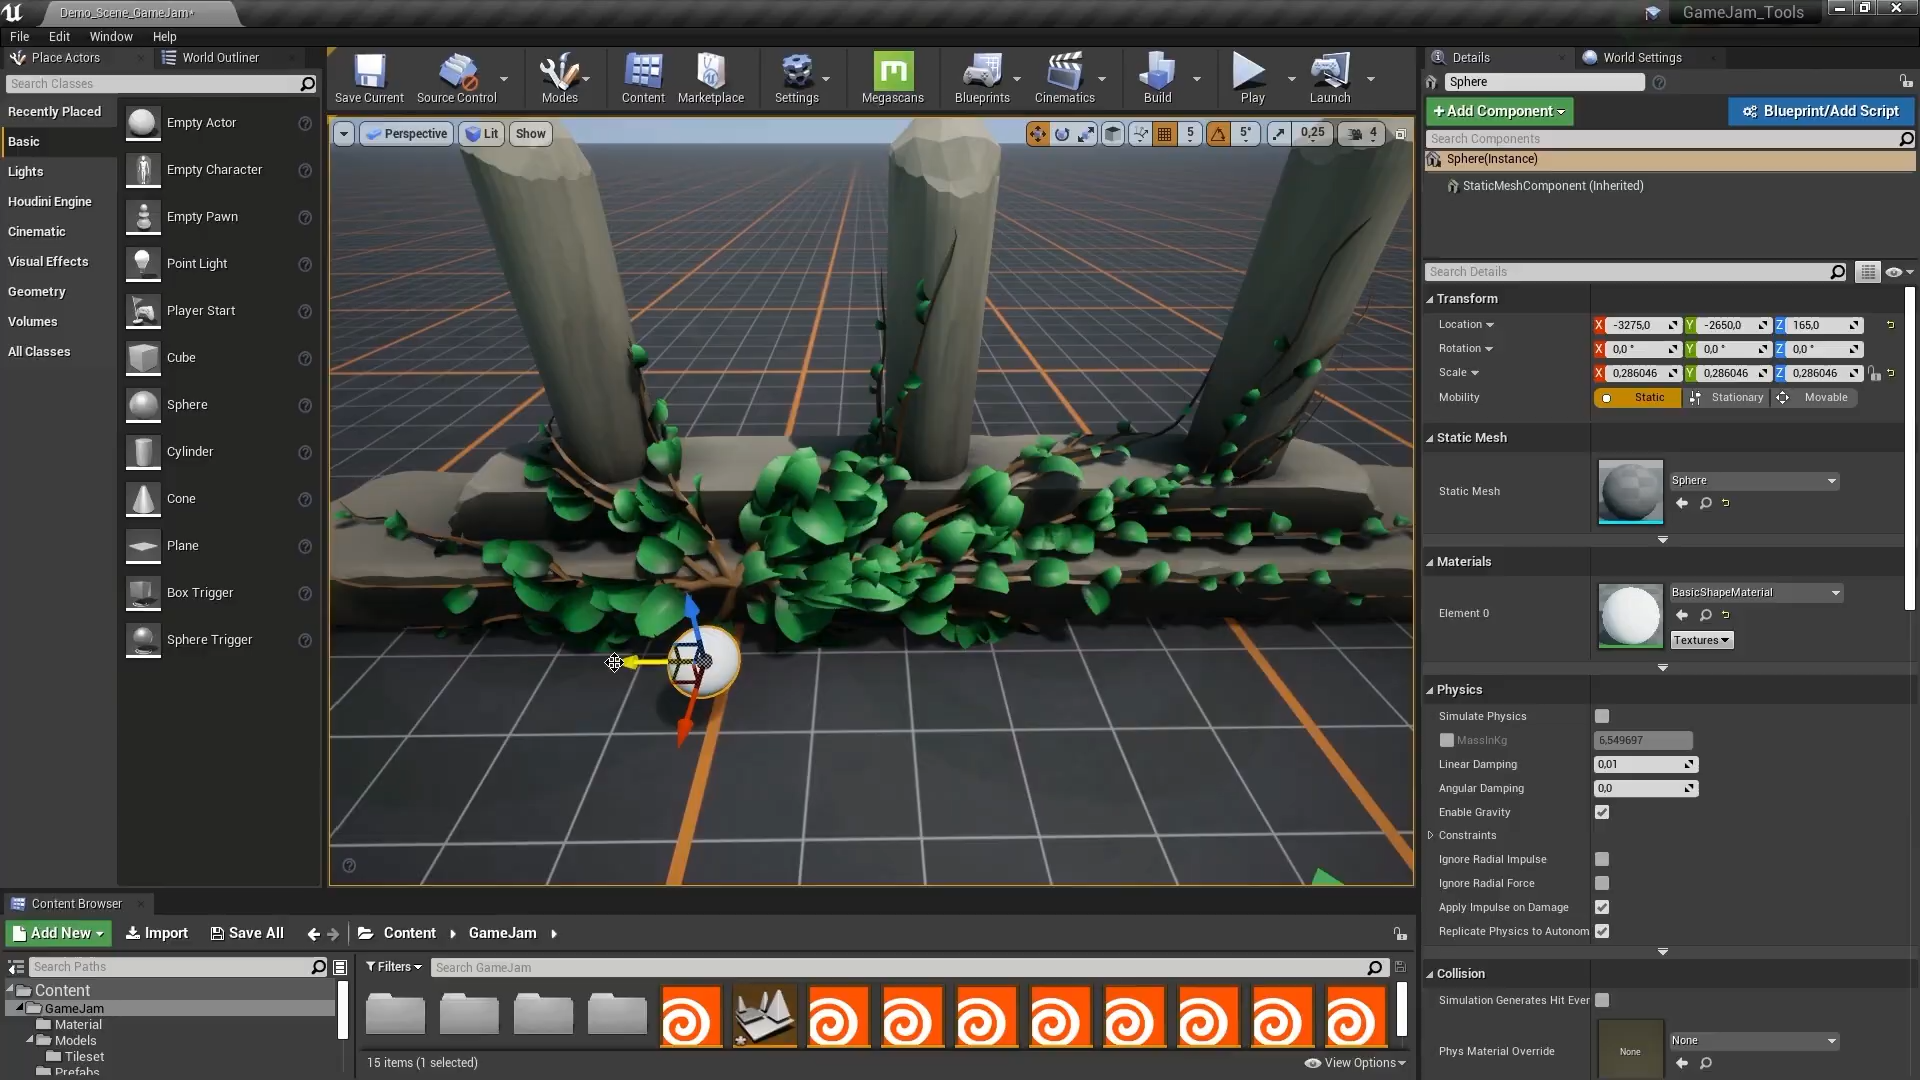 Demo_Scene_GameJam*
GameJam_Tools
File Edit Window Help
Place Actors
World Outliner
Search Classes
Recently Placed
Basic
Lights
Houdini Engine
Cinematic
Visual Effects
Geometry
Volumes
All Classes
Empty Actor
Empty Character
Empty Pawn
Point Light
Player Start
Cube
Sphere
Cylinder
Cone
Plane
Box Trigger
Sphere Trigger
Save Current
Source Control
Modes
Content
Marketplace
Settings
Megascans
Blueprints
Cinematics
Build
Play
Launch
Perspective
Lit
Show
5
5°
0,25
4
Details
World Settings
Sphere
+Add Component
Blueprint/Add Script
Search Components
Sphere(Instance)
StaticMeshComponent (Inherited)
Search Details
Transform
Location X -3275,0 Y -2650,0 Z 165,0
Rotation X 0,0 ° Y 0,0 ° Z 0,0 °
Scale X 0,286046 Y 0,286046 Z 0,286046
Mobility Static Stationary Movable
Static Mesh
Static Mesh
Sphere
Materials
Element 0
BasicShapeMaterial
Textures
Physics
Simulate Physics
MassInKg 6,549697
Linear Damping 0,01
Angular Damping 0,0
Enable Gravity
Constraints
Ignore Radial Impulse
Ignore Radial Force
Apply Impulse on Damage
Replicate Physics to Autonom
Collision
Simulation Generates Hit Ever
Phys Material Override
None
None
Content Browser
Add New
Import
Save All
Content
GameJam
Search Paths
Filters
Search GameJam
Content
GameJam
Material
Models
Tileset
Prefabs
15 items (1 selected)
View Options